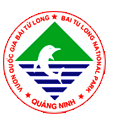 VƯỜN QUỐC GIA BÁI TỬ LONG
BAI TU LONG NATIONAL PARK
QUẢNG NINH